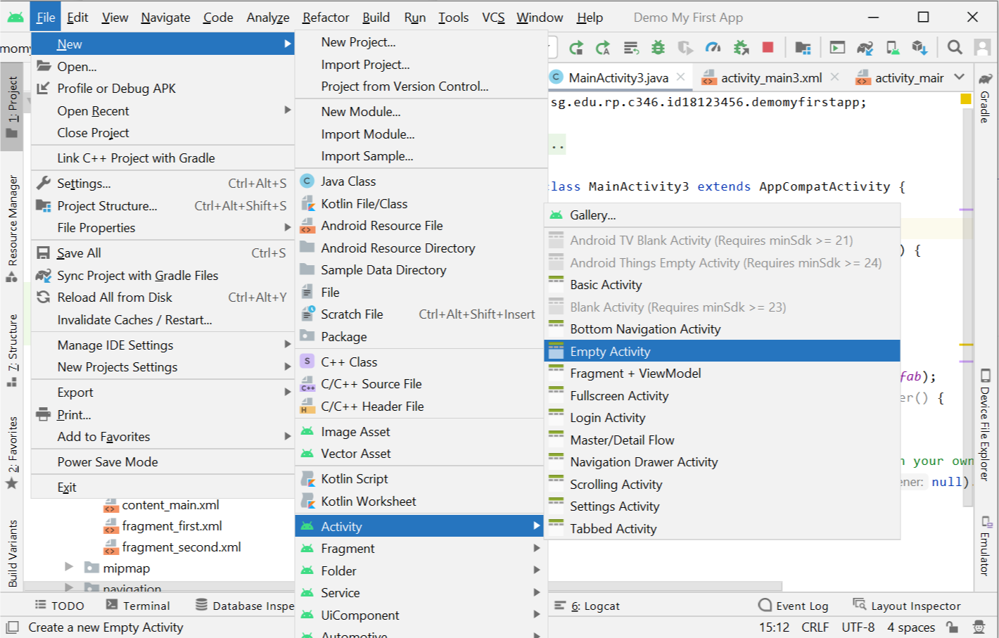 File Edit View Navigate Code Analyze Refactor Build Run Tools VCS Window Help Demo My First App
New
Open...
Profile or Debug APK
Open Recent
Close Project
Link C++ Project with Gradle
Settings... Ctrl+Alt+S
Project Structure... Ctrl+Alt+Shift+S
File Properties
Save All Ctrl+S
Sync Project with Gradle Files
Reload All from Disk Ctrl+Alt+Y
Invalidate Caches / Restart...
Manage IDE Settings
New Projects Settings
Export
Print...
Add to Favorites
Power Save Mode
Exit
New Project...
Import Project...
Project from Version Control...
New Module...
Import Module...
Import Sample...
Java Class
Kotlin File/Class
Android Resource File
Android Resource Directory
Sample Data Directory
File
Scratch File Ctrl+Alt+Shift+Insert
Package
C++ Class
C/C++ Source File
C/C++ Header File
Image Asset
Vector Asset
Kotlin Script
Kotlin Worksheet
Activity
Fragment
Folder
Service
UiComponent
Automotive
Gallery...
Android TV Blank Activity (Requires minSdk >= 21)
Android Things Empty Activity (Requires minSdk >= 24)
Basic Activity
Blank Activity (Requires minSdk >= 23)
Bottom Navigation Activity
Empty Activity
Fragment + ViewModel
Fullscreen Activity
Login Activity
Master/Detail Flow
Navigation Drawer Activity
Scrolling Activity
Settings Activity
Tabbed Activity
MainActivity3.java activity_main3.xml activity_mair
sg.edu.rp.c346.id18123456.demomyfirstapp;
..
class MainActivity3 extends AppCompatActivity {
) {
fab);
er() {
n your own
ener: null)
1: Project
Resource Manager
7: Structure
2: Favorites
Build Variants
Gradle
Device File Explorer
Emulator
content_main.xml
fragment_first.xml
fragment_second.xml
mipmap
navigation
TODO Terminal Database Inspe 6: Logcat Event Log Layout Inspector
Create a new Empty Activity 15:12 CRLF UTF-8 4 spaces